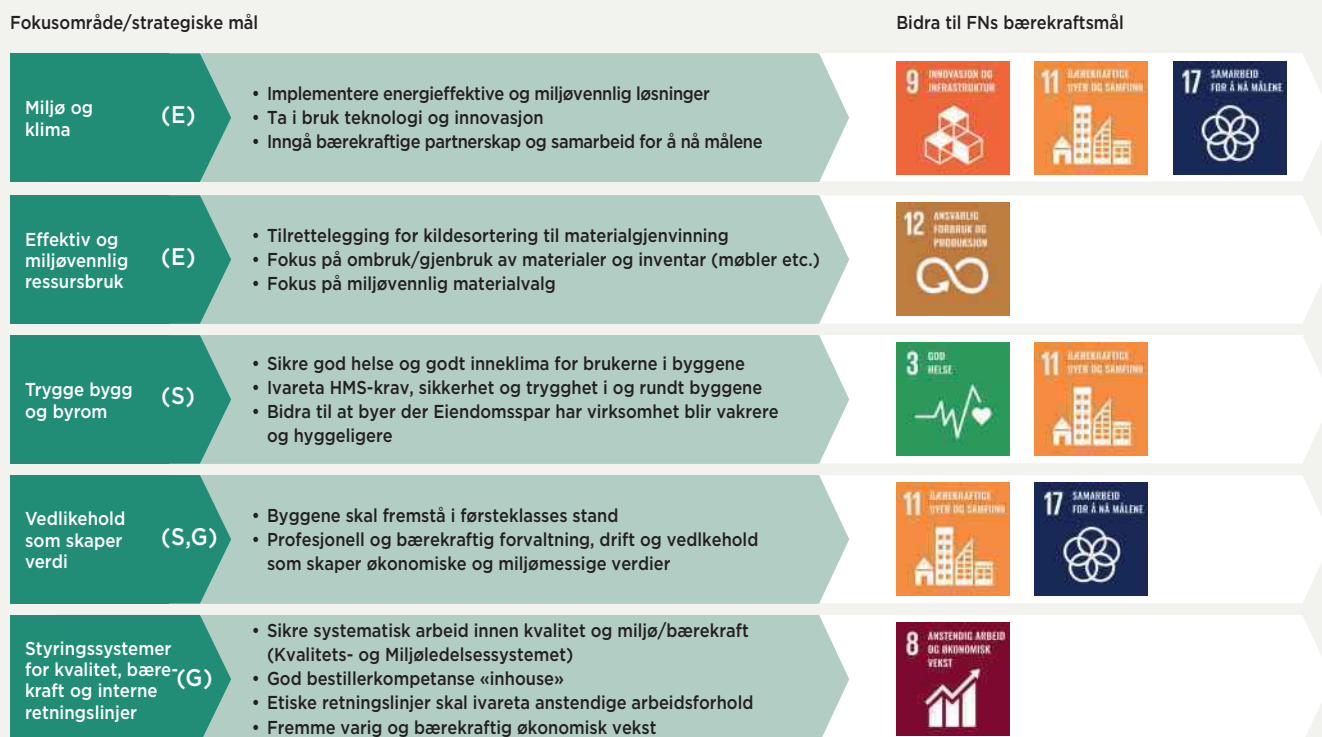 Fokusområde/strategiske mål
Bidra til FNs bærekraftsmål
Miljø og
klima
(E)
• Implementere energieffektive og miljøvennlig løsninger
• Ta i bruk teknologi og innovasjon
• Inngå bærekraftige partnerskap og samarbeid for å nå målene
9 INNOVASJON OG
INFRASTRUKTUR
11 BÆREKRAFTIGE
BYER OG SAMFUNN
17 SAMARBEID
FOR Å NÅ MÅLENE
Effektiv og
miljøvennlig
ressursbruk
(E)
• Tilrettelegging for kildesortering til materialgjenvinning
• Fokus på ombruk/gjenbruk av materialer og inventar (møbler etc.)
• Fokus på miljøvennlig materialvalg
12 ANSVARLIG
FORBRUK OG
PRODUKSJON
Trygge bygg
og byrom
(S)
• Sikre god helse og godt inneklima for brukerne i byggene
• Ivareta HMS-krav, sikkerhet og trygghet i og rundt byggene
• Bidra til at byer der Eiendomsspar har virksomhet blir vakrere
og hyggeligere
3 GOD
HELSE
11 BÆREKRAFTIGE
BYER OG SAMFUNN
Vedlikehold
som skaper
verdi
(S,G)
• Byggene skal fremstå i førsteklasses stand
• Profesjonell og bærekraftig forvaltning, drift og vedlkehold
som skaper økonomiske og miljømessige verdier
11 BÆREKRAFTIGE
BYER OG SAMFUNN
17 SAMARBEID
FOR Å NÅ MÅLENE
Styringssystemer
for kvalitet, bære-
kraft og interne
retningslinjer
(G)
• Sikre systematisk arbeid innen kvalitet og miljø/bærekraft
(Kvalitets- og Miljøledelsessystemet)
• God bestillerkompetanse «inhouse»
• Etiske retningslinjer skal ivareta anstendige arbeidsforhold
• Fremme varig og bærekraftig økonomisk vekst
8 ANSTENDIG ARBEID
OG ØKONOMISK
VEKST